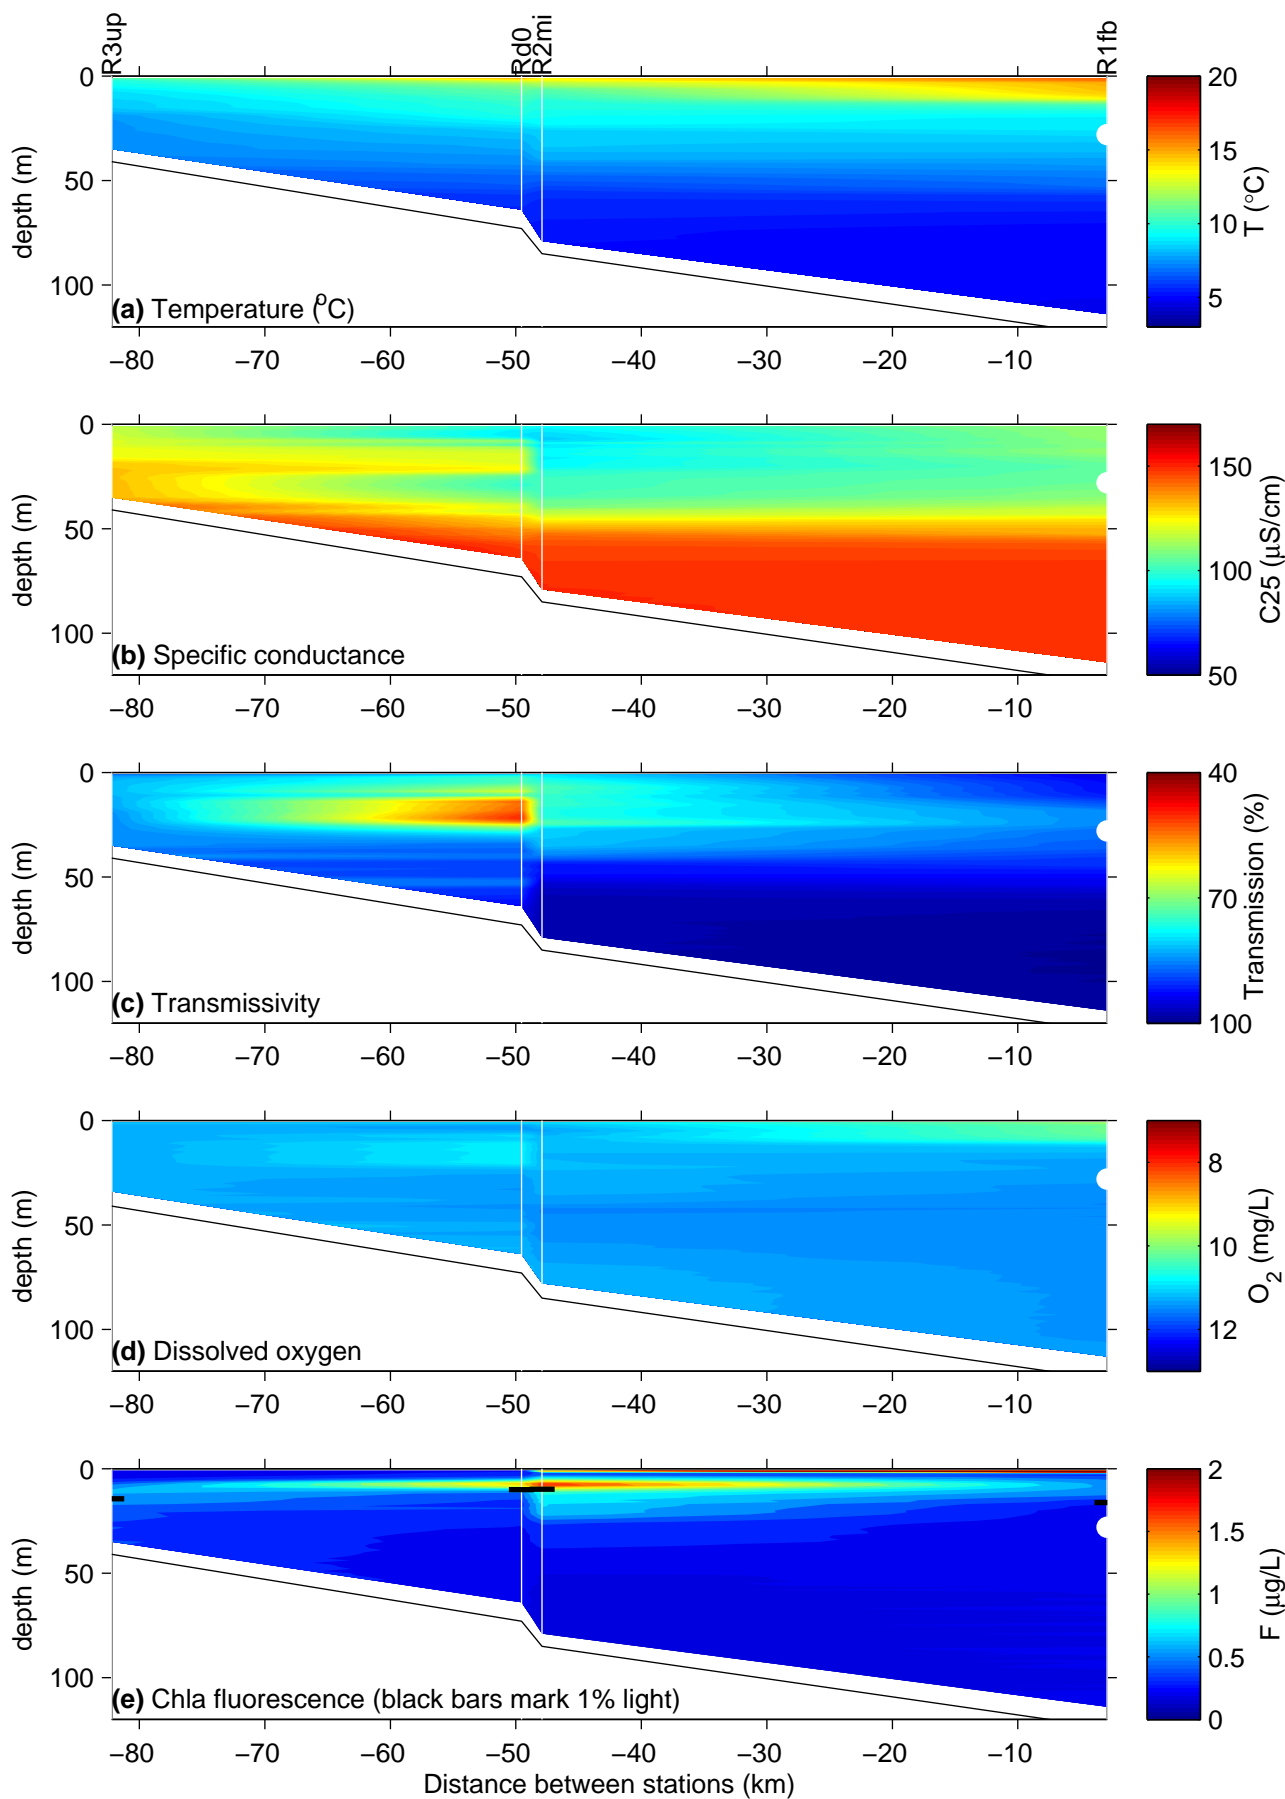 R3up Rd0 R2mi R1fb
0
50
100
depth (m)
(a) Temperature (oC)
−80 −70 −60 −50 −40 −30 −20 −10
20
15
10
5
T (oC)
0
50
100
depth (m)
(b) Specific conductance
−80 −70 −60 −50 −40 −30 −20 −10
150
100
50
C25 (μS/cm)
0
50
100
depth (m)
(c) Transmissivity
−80 −70 −60 −50 −40 −30 −20 −10
40
70
100
Transmission (%)
0
50
100
depth (m)
(d) Dissolved oxygen
−80 −70 −60 −50 −40 −30 −20 −10
8
10
12
O2 (mg/L)
0
50
100
depth (m)
(e) Chla fluorescence (black bars mark 1% light)
−80 −70 −60 −50 −40 −30 −20 −10
Distance between stations (km)
2
1.5
1
0.5
0
F (μg/L)